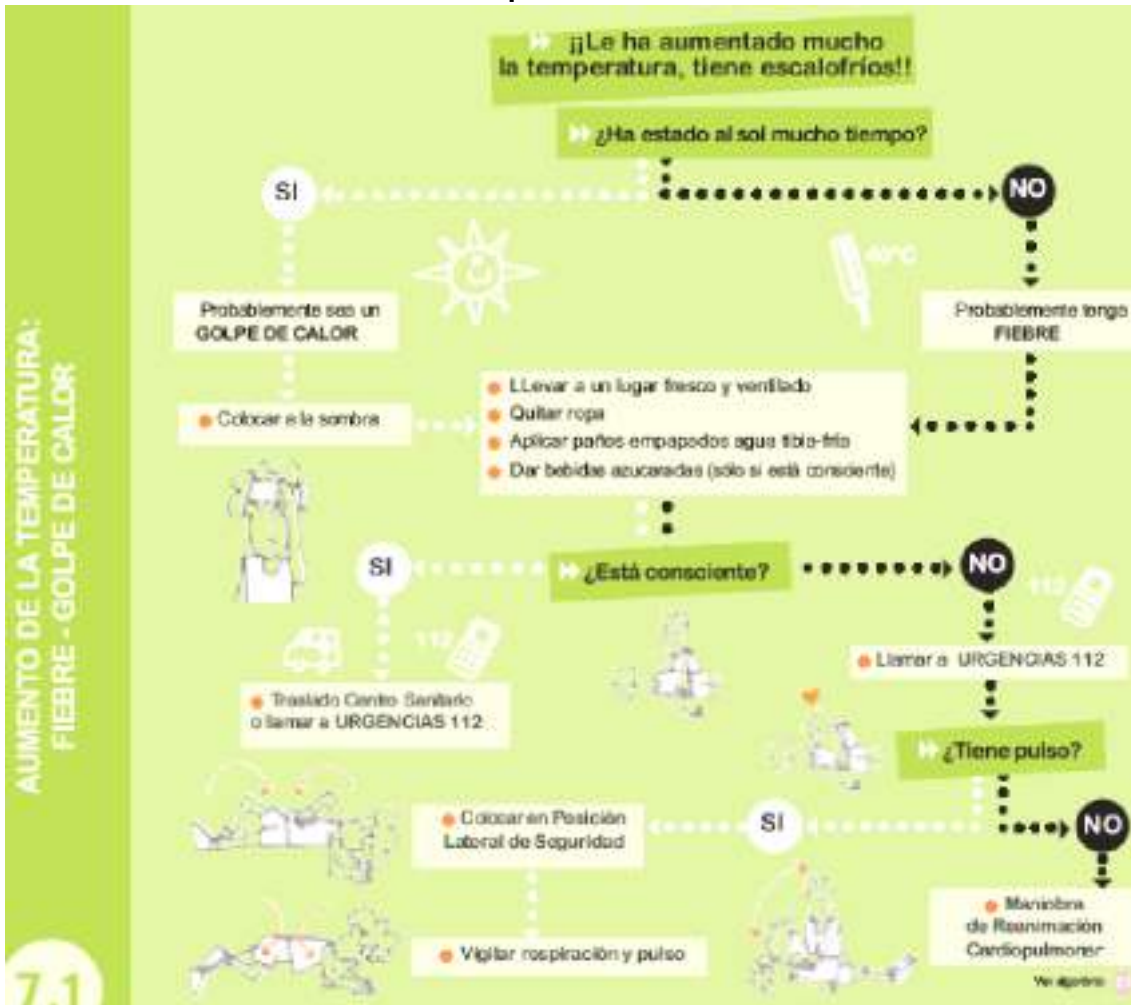 ¡¡Le ha aumentado mucho
la temperatura, tiene escalofríos!!
¿Ha estado al sol mucho tiempo?
SI
NO
40°C
Probablemente sea un
GOLPE DE CALOR
Probablemente tenga
FIEBRE
Colocar a la sombra
LLevar a un lugar fresco y ventilado
Quitar ropa
Aplicar paños empapados agua tibia-fría
Dar bebidas azucaradas (sólo si está consciente)
¿Está consciente?
SI
NO
112
112
Traslado Centro Sanitario
o llamar a URGENCIAS 112
Llamar a URGENCIAS 112
¿Tiene pulso?
SI
NO
Colocar en Posición
Lateral de Seguridad
Vigilar respiración y pulso
Maniobra
de Reanimación
Cardiopulmonar
Ver algoritmo
AUMENTO DE LA TEMPERATURA:
FIEBRE - GOLPE DE CALOR
7.1